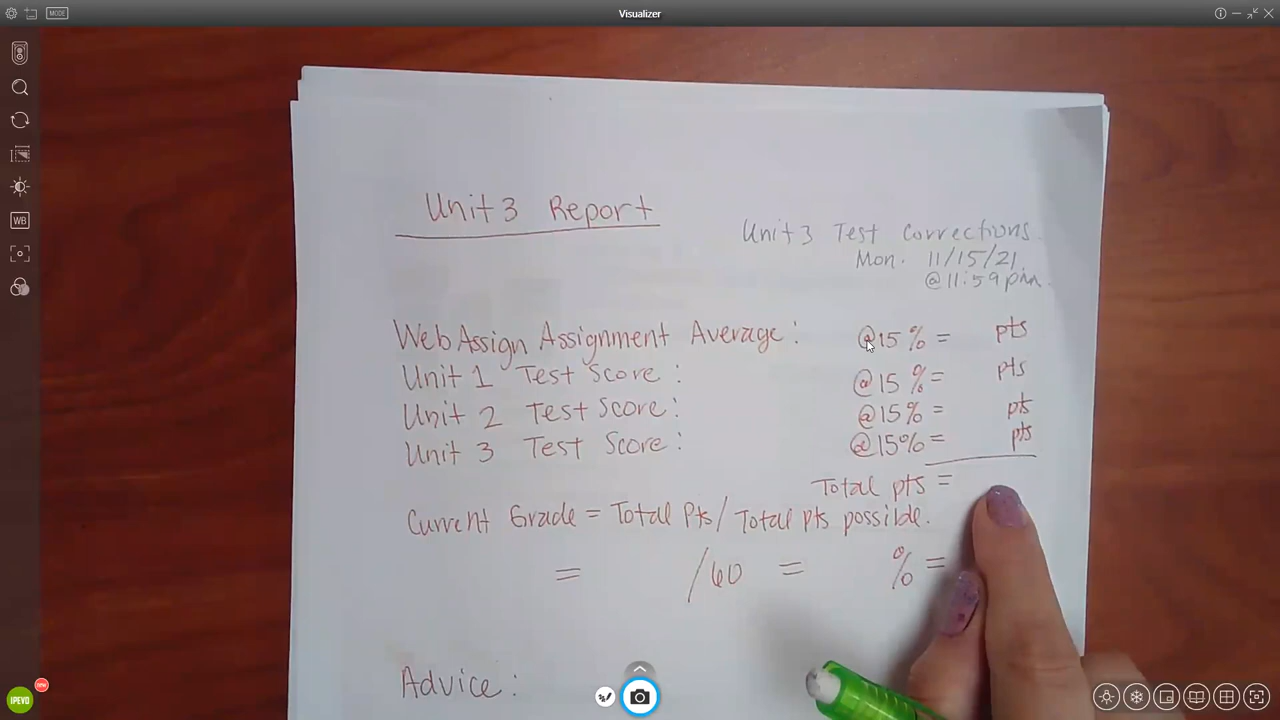 MODE
Visualizer
WB
Unit 3 Report
Unit 3 Test Corrections
Mon. 11/15/21
@ 11:59 pm.
WebAssign Assignment Average: @15% = pts
Unit 1 Test Score: @15%= pts
Unit 2 Test Score: @15% = pts
Unit 3 Test Score: @15%= pts
Total pts =
Current Grade = Total Pts/Total pts possible.
= /60 = % =
Advice:
IPEVO